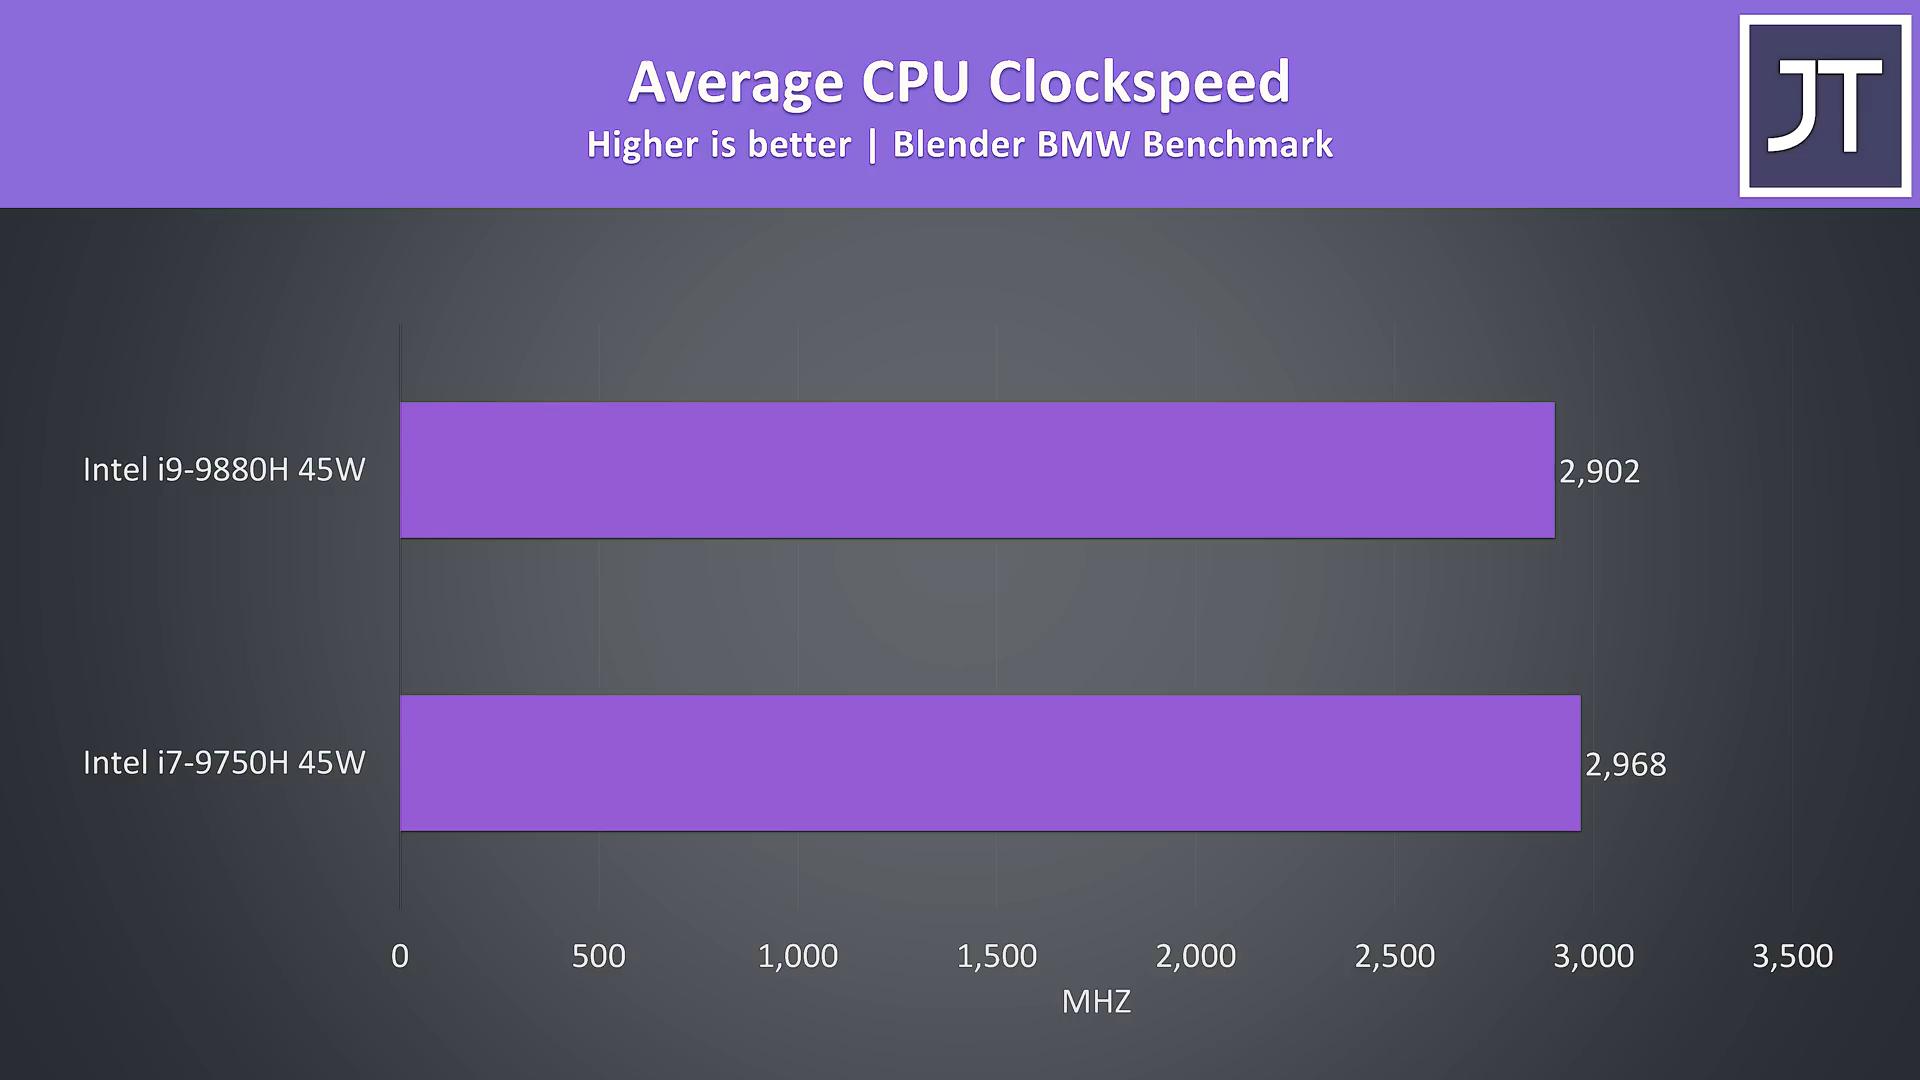 Average CPU Clockspeed
Higher is better | Blender BMW Benchmark
JT
Intel i9-9880H 45W
2,902
Intel i7-9750H 45W
2,968
0 500 1,000 1,500 2,000 2,500 3,000 3,500
MHZ